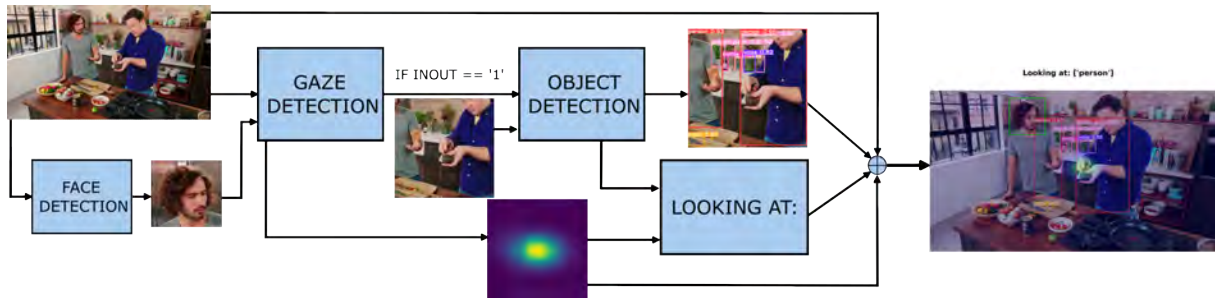 GAZE
DETECTION
IF INOUT == '1'
OBJECT
DETECTION
Looking at: ['person']
FACE
DETECTION
LOOKING AT: